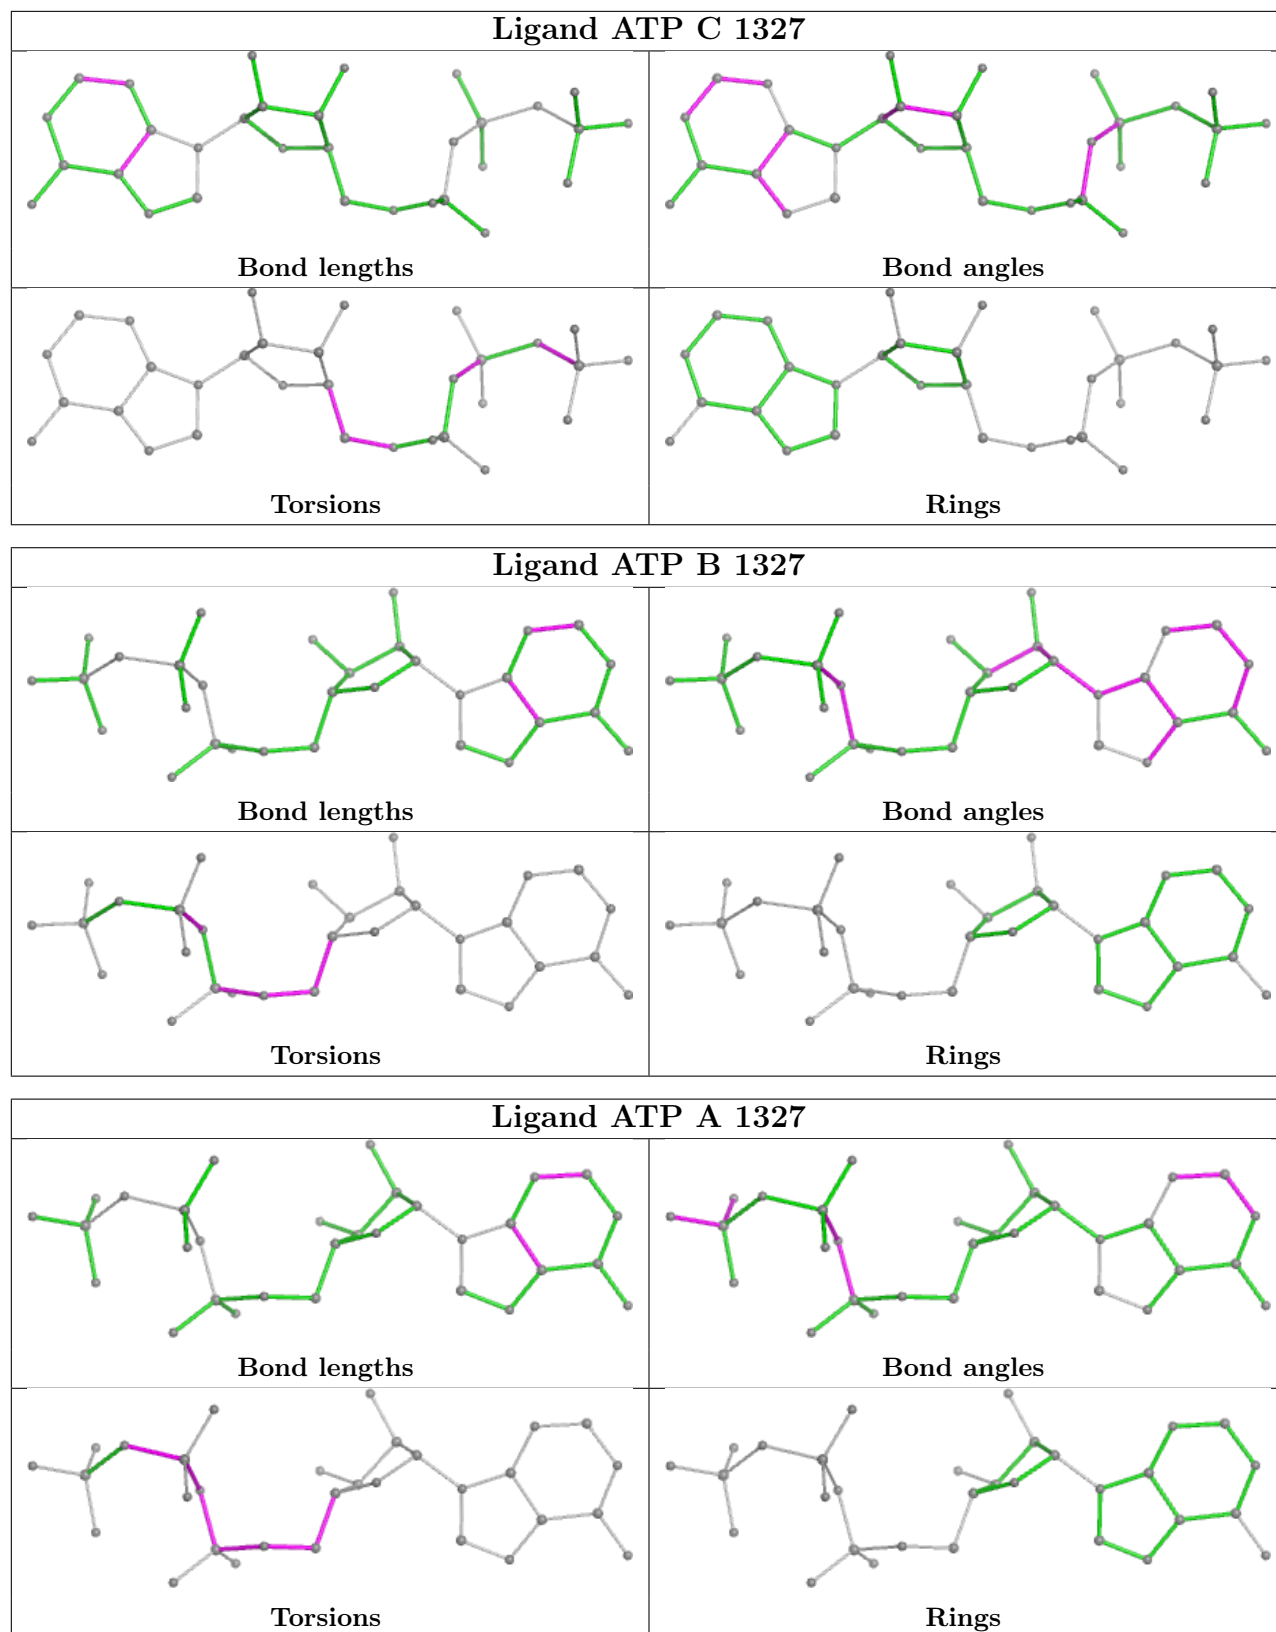 Ligand ATP C 1327
Bond lengths
Bond angles
Torsions
Rings
Ligand ATP B 1327
Bond lengths
Bond angles
Torsions
Rings
Ligand ATP A 1327
Bond lengths
Bond angles
Torsions
Rings